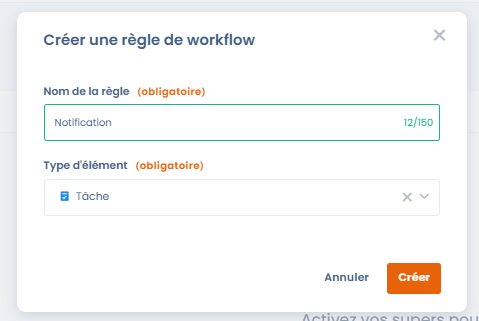 Créer une règle de workflow
Nom de la règle (obligatoire)
Notification 12/150
Type d'élément (obligatoire)
Tâche
Annuler Créer
Activez vos supers pou